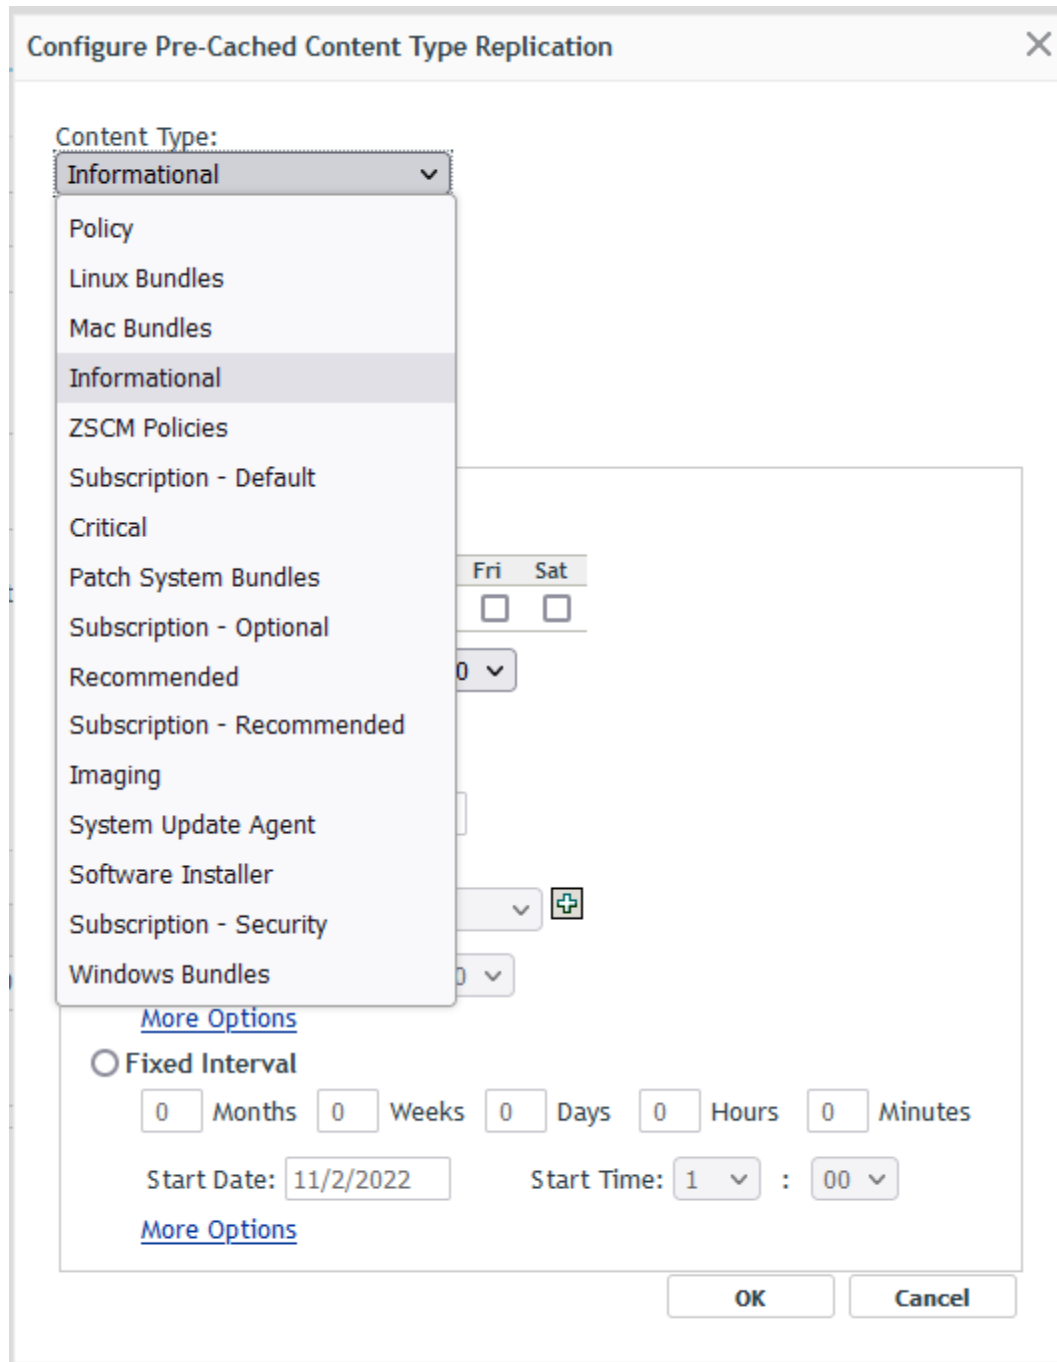 Configure Pre-Cached Content Type Replication
Content Type:
Informational
Policy
Linux Bundles
Mac Bundles
Informational
ZSCM Policies
Subscription - Default
Critical
Patch System Bundles
Fri Sat
Subscription - Optional
Recommended
0
Subscription - Recommended
Imaging
System Update Agent
Software Installer
Subscription - Security
Windows Bundles
0
More Options
Fixed Interval
0 Months 0 Weeks 0 Days 0 Hours 0 Minutes
Start Date: 11/2/2022 Start Time: 1 : 00
More Options
OK Cancel